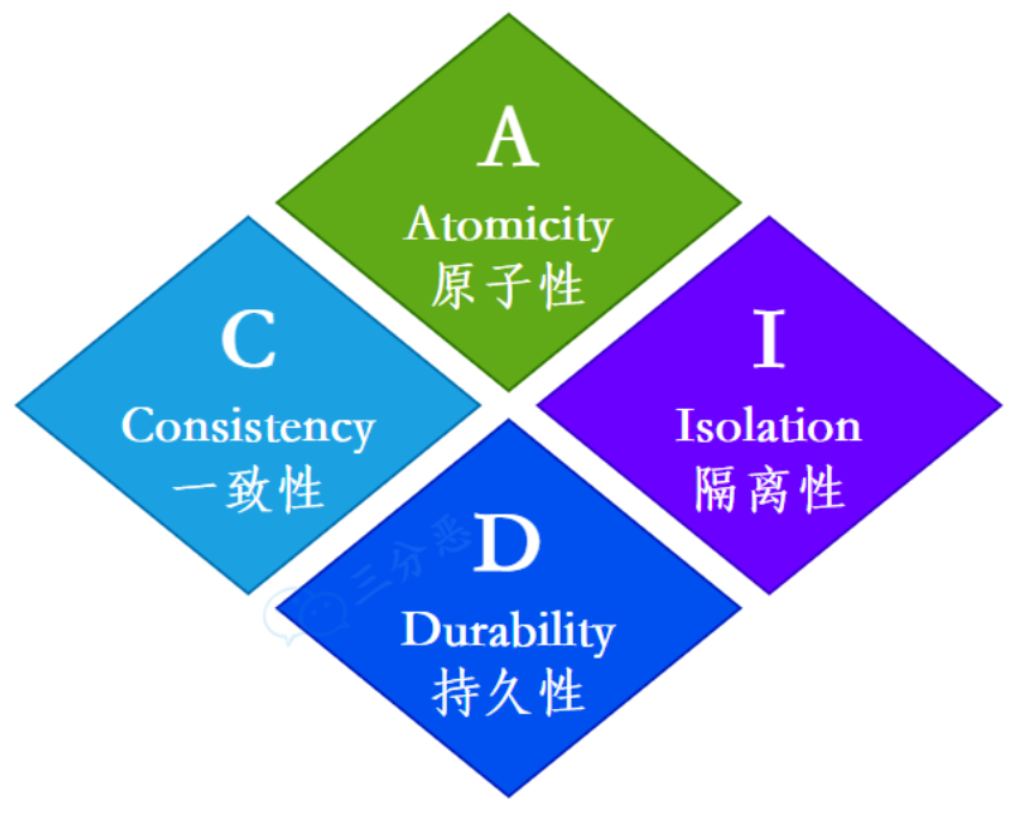 A
Atomicity
原子性
C
Consistency
一致性
I
Isolation
隔离性
D
Durability
持久性
三分恶